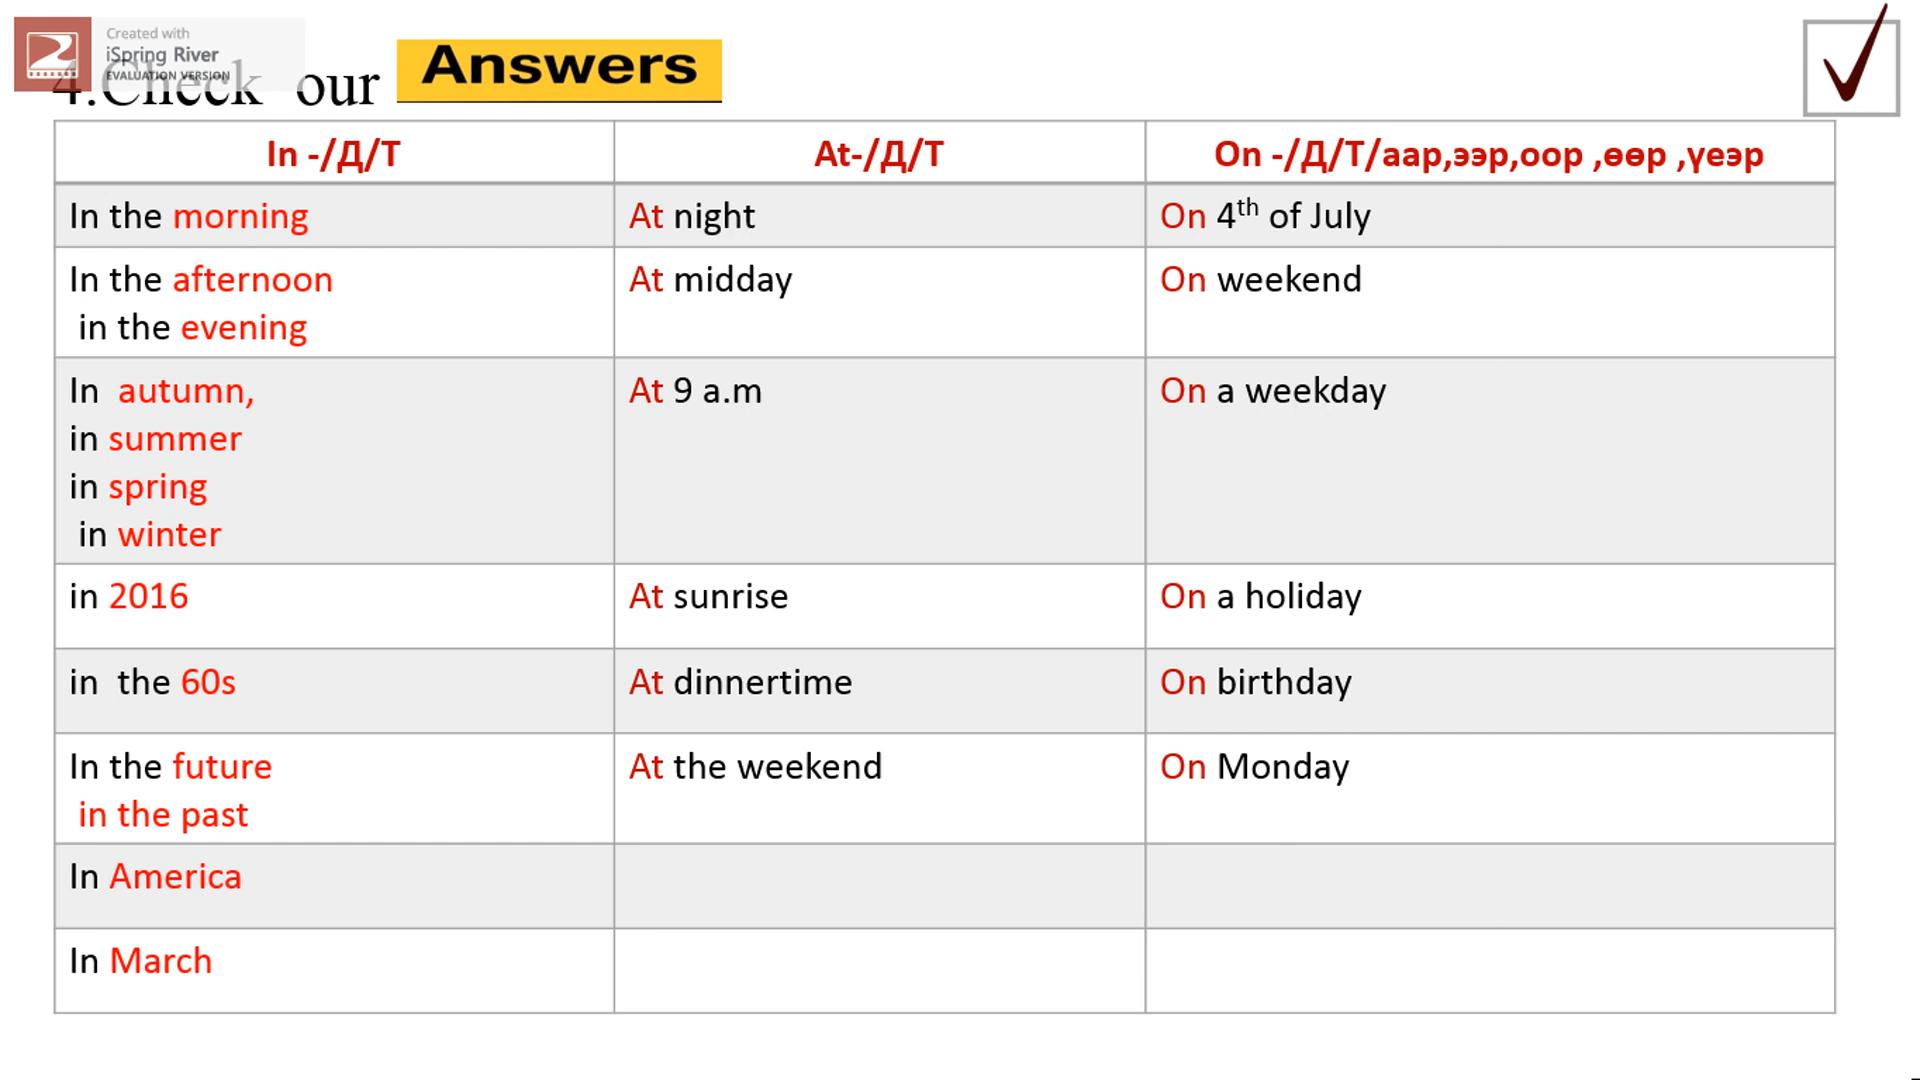 Created with
iSpring River
EVALUATION VERSION
4.Check our Answers
In -/Д/Т At-/Д/Т On -/Д/Т/аар,ээр,оор ,өөр ,үеэр
In the morning At night On 4th of July
In the afternoon At midday On weekend
in the evening
In autumn, At 9 a.m On a weekday
in summer
in spring
in winter
in 2016 At sunrise On a holiday
in the 60s At dinnertime On birthday
In the future At the weekend On Monday
in the past
In America
In March